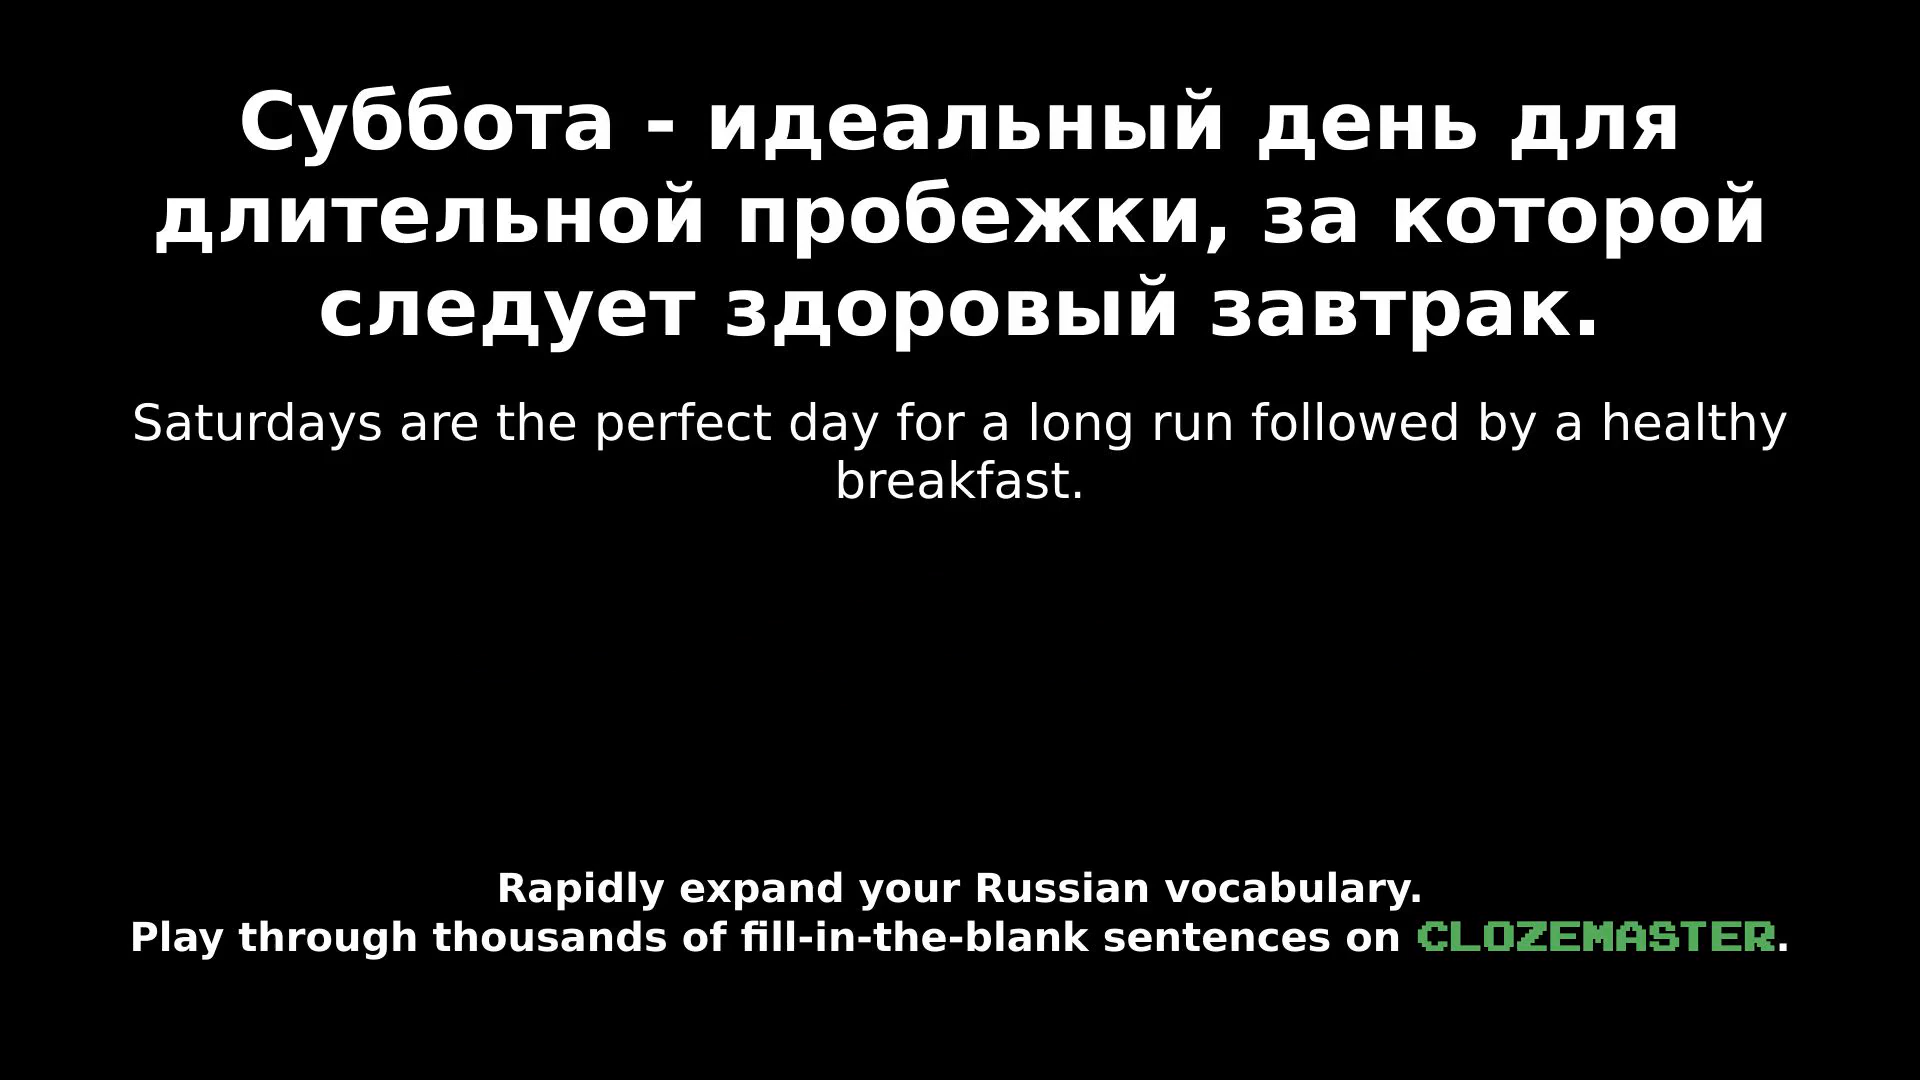 Суббота - идеальный день для
длительной пробежки, за которой
следует здоровый завтрак.
Saturdays are the perfect day for a long run followed by a healthy
breakfast.
Rapidly expand your Russian vocabulary.
Play through thousands of fill-in-the-blank sentences on CLOZEMASTER.